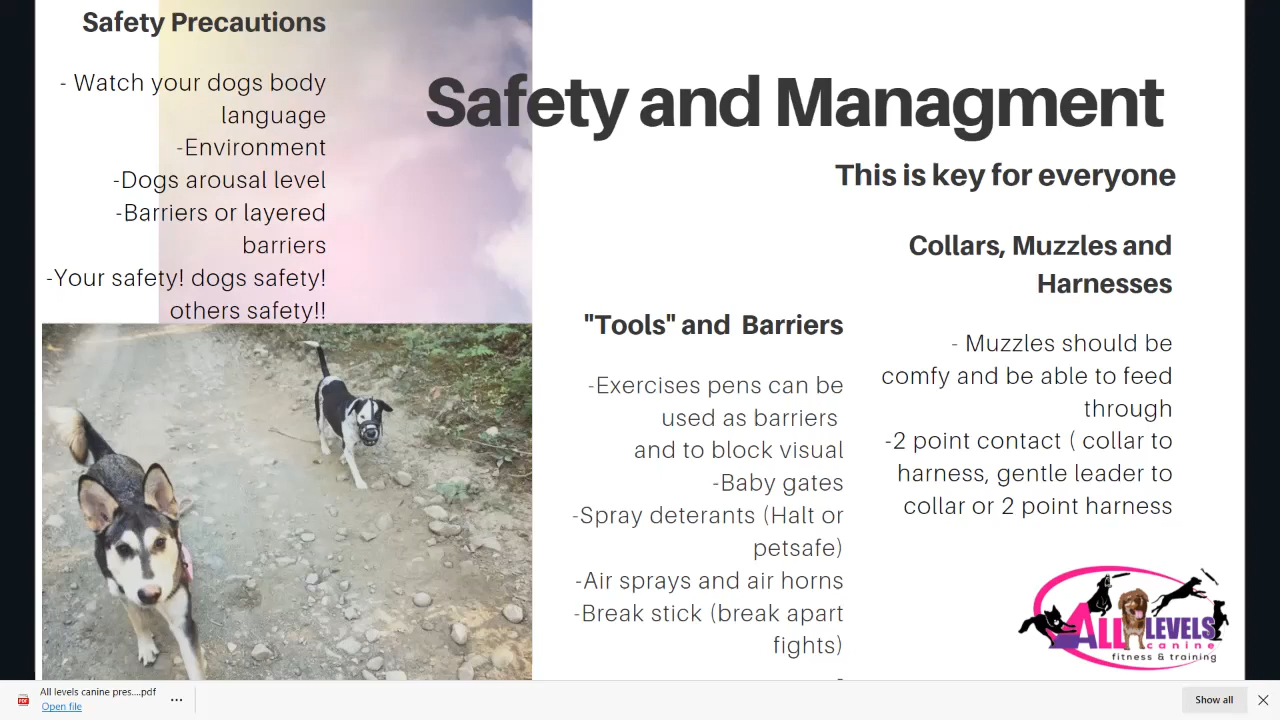 Safety Precautions
- Watch your dogs body
language
-Environment
-Dogs arousal level
-Barriers or layered
barriers
-Your safety! dogs safety!
others safety!!
Safety and Managment
This is key for everyone
"Tools" and Barriers
-Exercises pens can be
used as barriers
and to block visual
-Baby gates
-Spray deterants (Halt or
petsafe)
-Air sprays and air horns
-Break stick (break apart
fights)
Collars, Muzzles and
Harnesses
- Muzzles should be
comfy and be able to feed
through
-2 point contact ( collar to
harness, gentle leader to
collar or 2 point harness
ALL LEVELS
canine
fitness & training
All levels canine pres....pdf
Open file
Show all